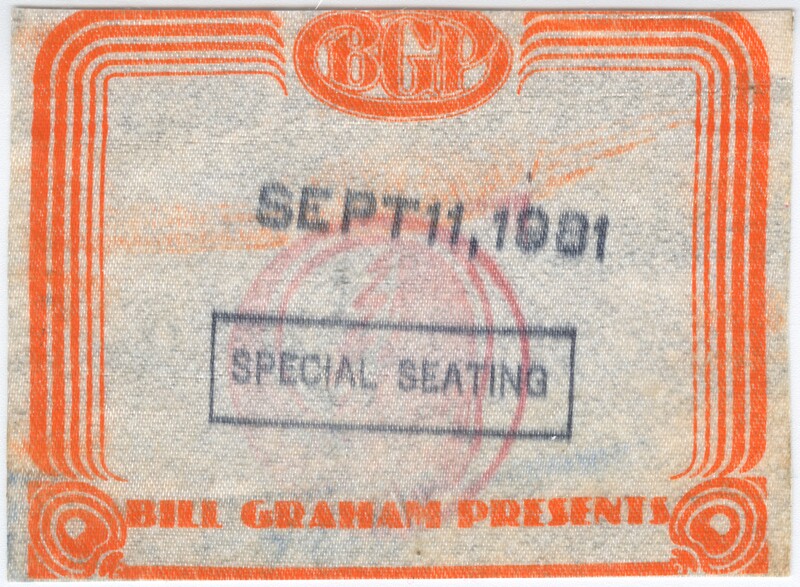 BGP
SEPT 11, 1981
SPECIAL SEATING
BILL GRAHAM PRESENTS